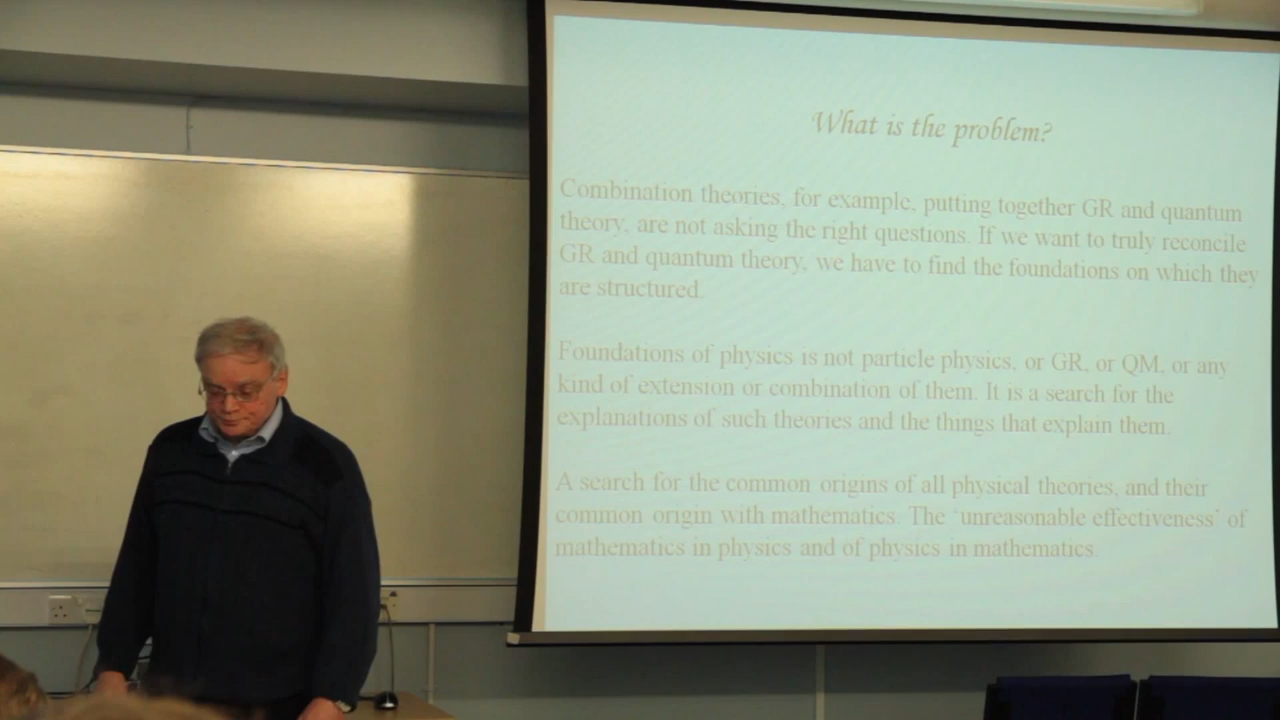 What is the problem?
Combination theories, for example, putting together GR and quantum
theory, are not asking the right questions. If we want to truly reconcile
GR and quantum theory, we have to find the foundations on which they
are structured.
Foundations of physics is not particle physics, or GR, or QM, or any
kind of extension or combination of them. It is a search for the
explanations of such theories and the things that explain them.
A search for the common origins of all physical theories, and their
common origin with mathematics. The ‘unreasonable effectiveness’ of
mathematics in physics and of physics in mathematics.